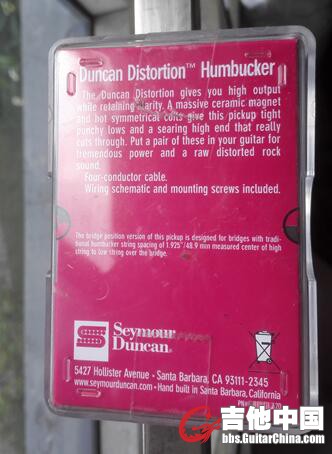 Duncan Distortion™ Humbucker
The Duncan Distortion gives you high output
while retaining clarity. A massive ceramic magnet
and hot symmetrical coils give this pickup tight
punchy lows and a searing high end that really
cuts through. Put a pair of these in your guitar for
tremendous power and a raw distorted rock
sound.
Four-conductor cable.
Wiring schematic and mounting screws included.
The bridge position version of this pickup is designed for bridges with tradi-
tional humbucker string spacing of 1.925"/48.9 mm measured center of high
string to low string over the bridge.
Seymour
Duncan®
5427 Hollister Avenue • Santa Barbara, CA 93111-2345
www.seymourduncan.com • Hand built in Santa Barbara, California
吉他中国
bbs.GuitarChina.com